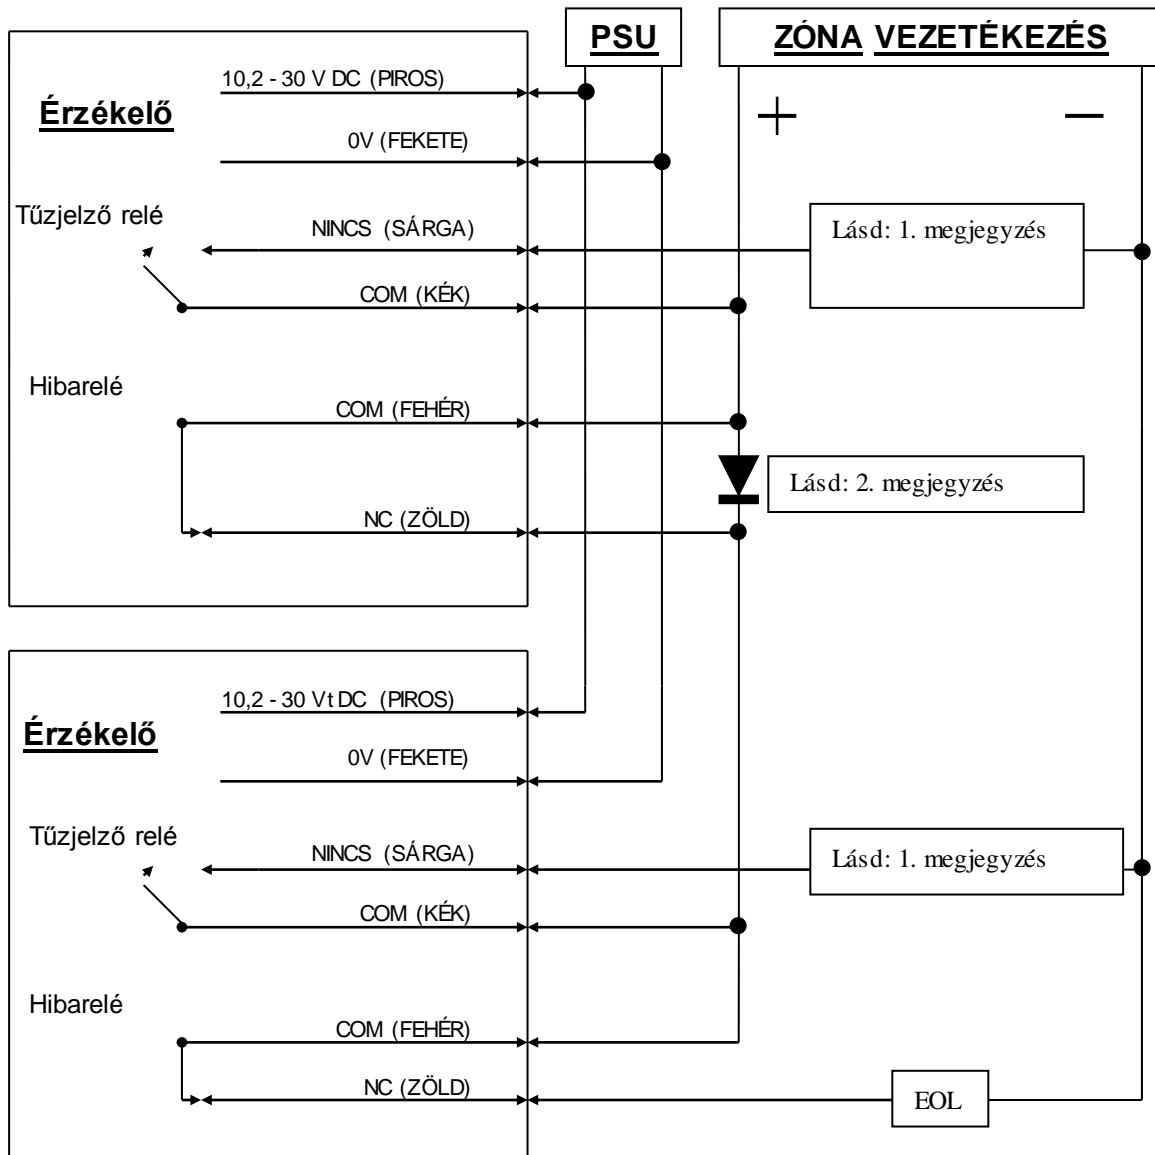 PSU
ZÓNA VEZETÉKEZÉS
10,2 - 30 V DC (PIROS)
Érzékelő
+
—
0V (FEKETE)
Tűzjelző relé
NINCS (SÁRGA)
Lásd: 1. megjegyzés
COM (KÉK)
Hibarelé
COM (FEHÉR)
Lásd: 2. megjegyzés
NC (ZÖLD)
10,2 - 30 Vt DC (PIROS)
Érzékelő
0V (FEKETE)
Tűzjelző relé
NINCS (SÁRGA)
Lásd: 1. megjegyzés
COM (KÉK)
Hibarelé
COM (FEHÉR)
NC (ZÖLD)
EOL